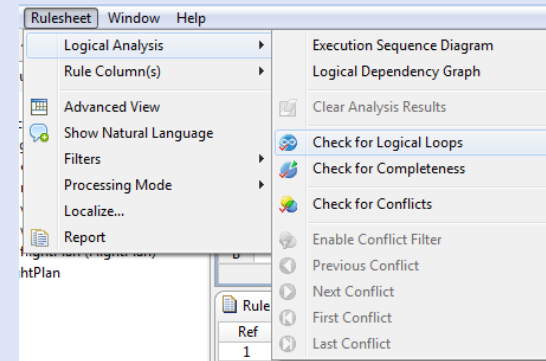 Rulesheet Window Help
Logical Analysis
Rule Column(s)
Advanced View
Show Natural Language
Filters
Processing Mode
Localize...
Report
Execution Sequence Diagram
Logical Dependency Graph
Clear Analysis Results
Check for Logical Loops
Check for Completeness
Check for Conflicts
Enable Conflict Filter
Previous Conflict
Next Conflict
First Conflict
Last Conflict
htPlan
Rule
Ref
1